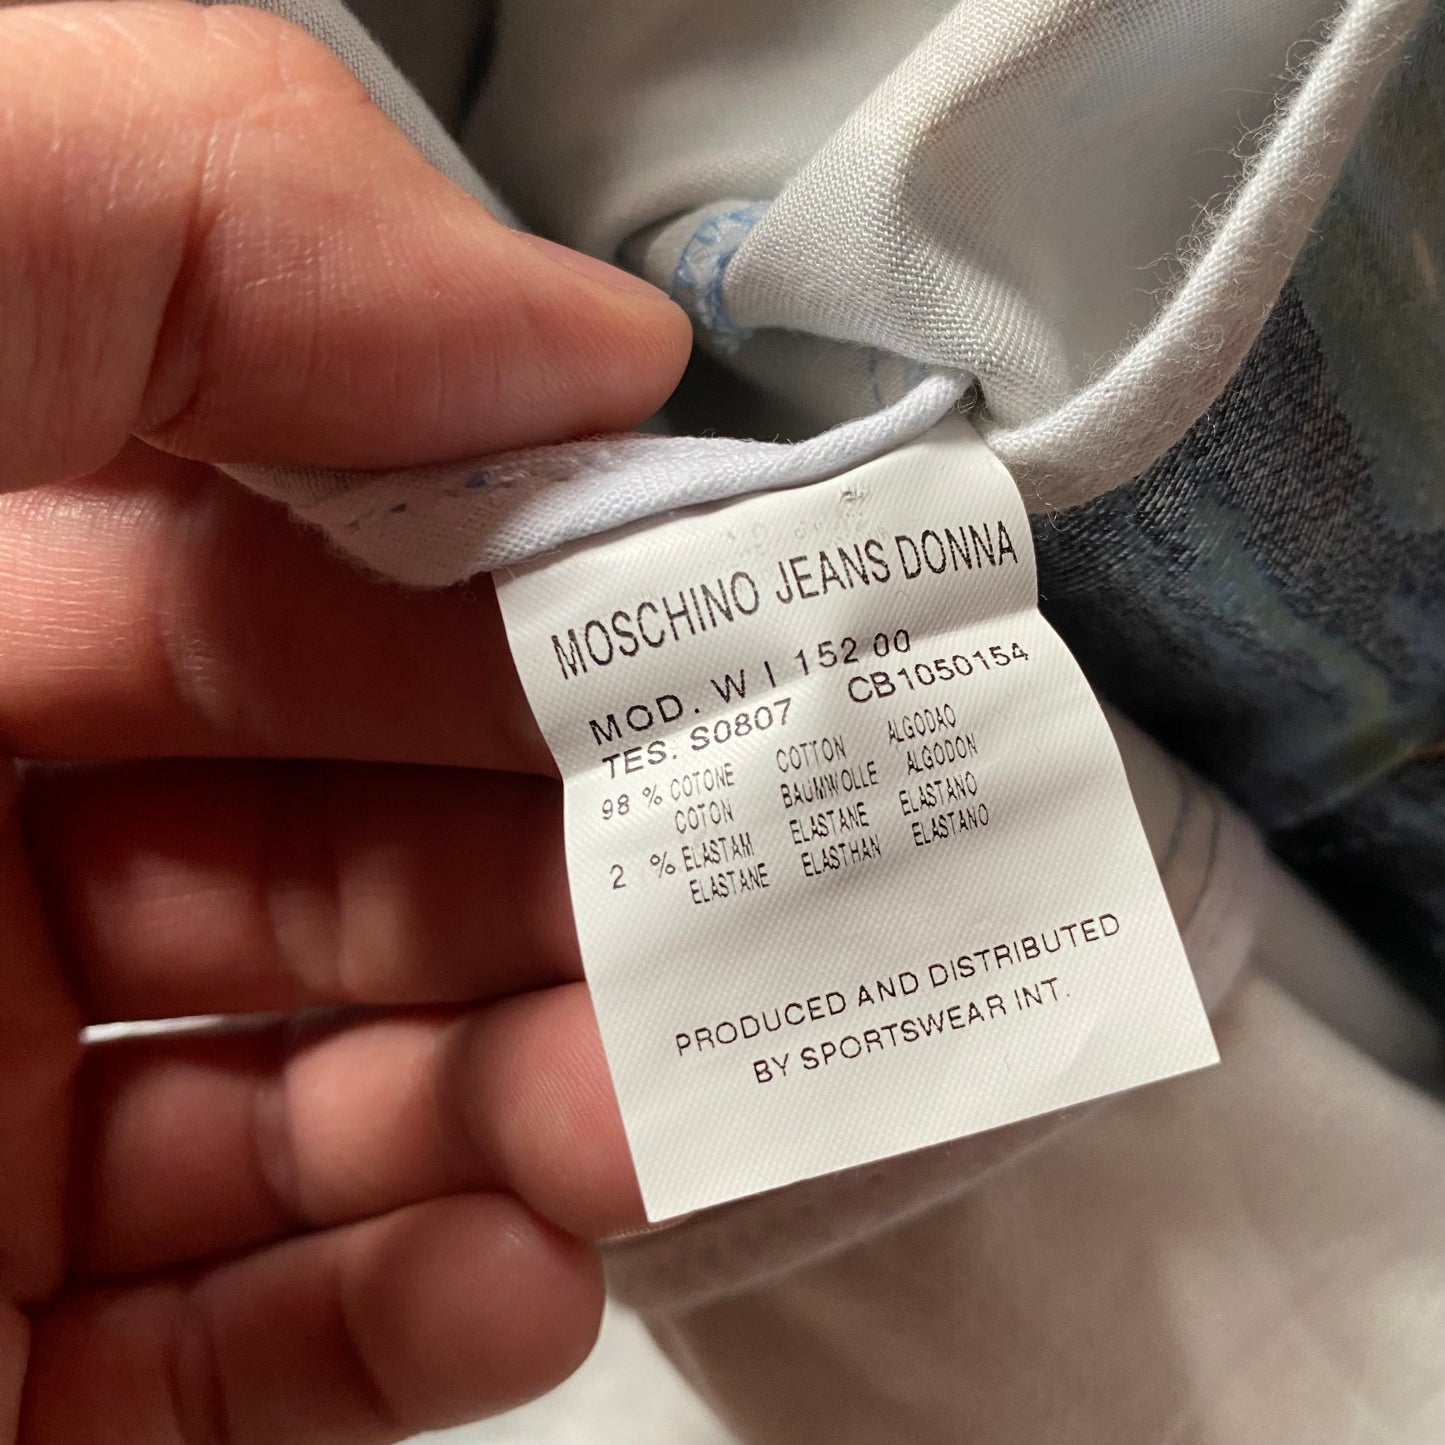 MOSCHINO JEANS DONNA
MOD. W I 152 00
TES: S0807 CB1050154
98 % COTONE COTTON ALGODAO
COTON BAUMWOLLE ALGODON
2 % ELASTAM ELASTANE ELASTANO
ELASTANE ELASTHAN ELASTANO
PRODUCED AND DISTRIBUTED
BY SPORTSWEAR INT.